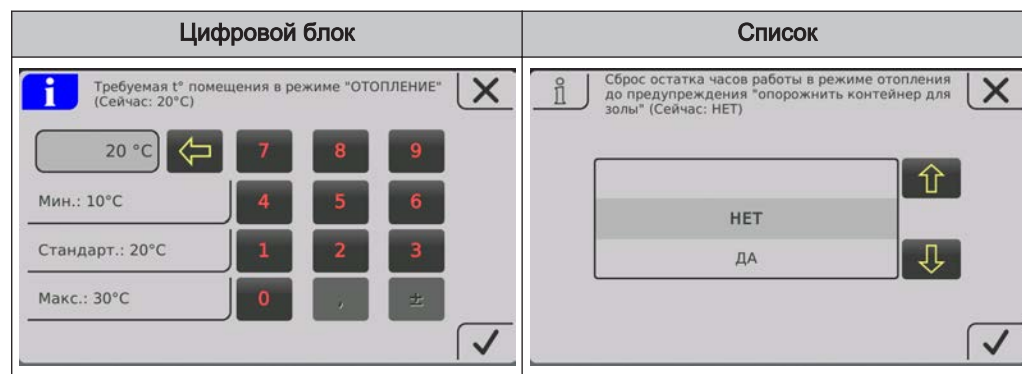 Цифровой блок
Список
Требуемая t° помещения в режиме "ОТОПЛЕНИЕ"
(Сейчас: 20°C)
20 °C
7 8 9
Мин.: 10°C
4 5 6
Стандарт.: 20°C
1 2 3
Макс.: 30°C
0 , ±
Сброс остатка часов работы в режиме отопления
до предупреждения "опорожнить контейнер для
золы" (Сейчас: НЕТ)
НЕТ
ДА